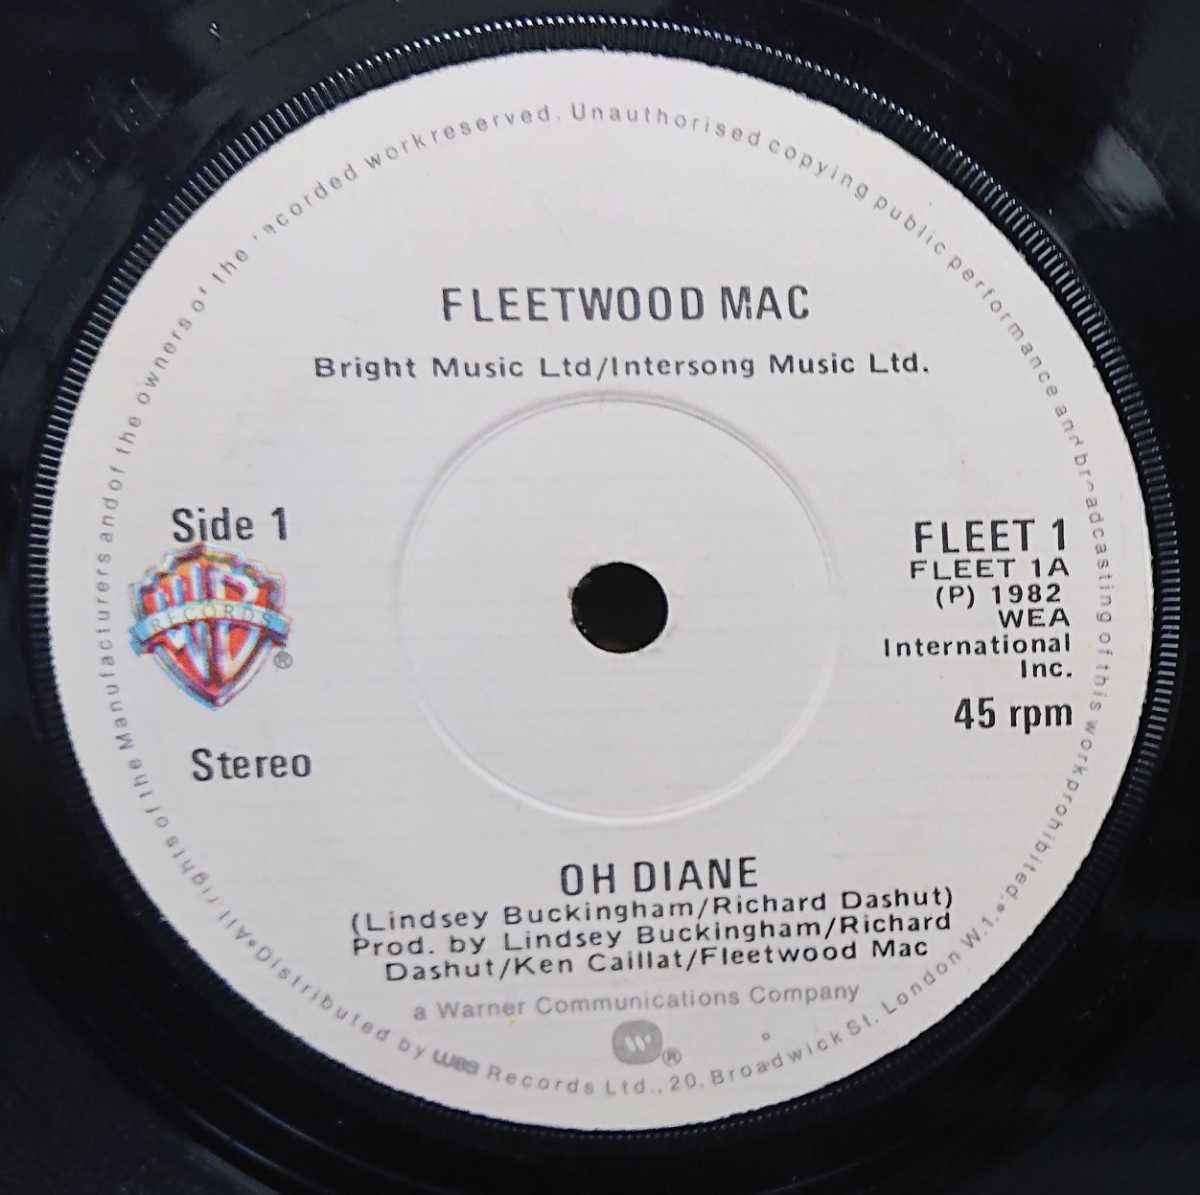 FLEETWOOD MAC
Bright Music Ltd/Intersong Music Ltd.
Side 1
RECORDS
®
Stereo
FLEET 1
FLEET 1A
(P) 1982
WEA
International
Inc.
45 rpm
OH DIANE
(Lindsey Buckingham/Richard Dashut)
Prod. by Lindsey Buckingham/Richard
Dashut/Ken Caillat/Fleetwood Mac
a Warner Communications Company
®
All rights of the Manufacturers and of the owners of the recorded work reserved. Unauthorised copying public performance and broadcasting of this work prohibited.
Distributed by wea Records Ltd., 20, Broadwick St. London W.1.